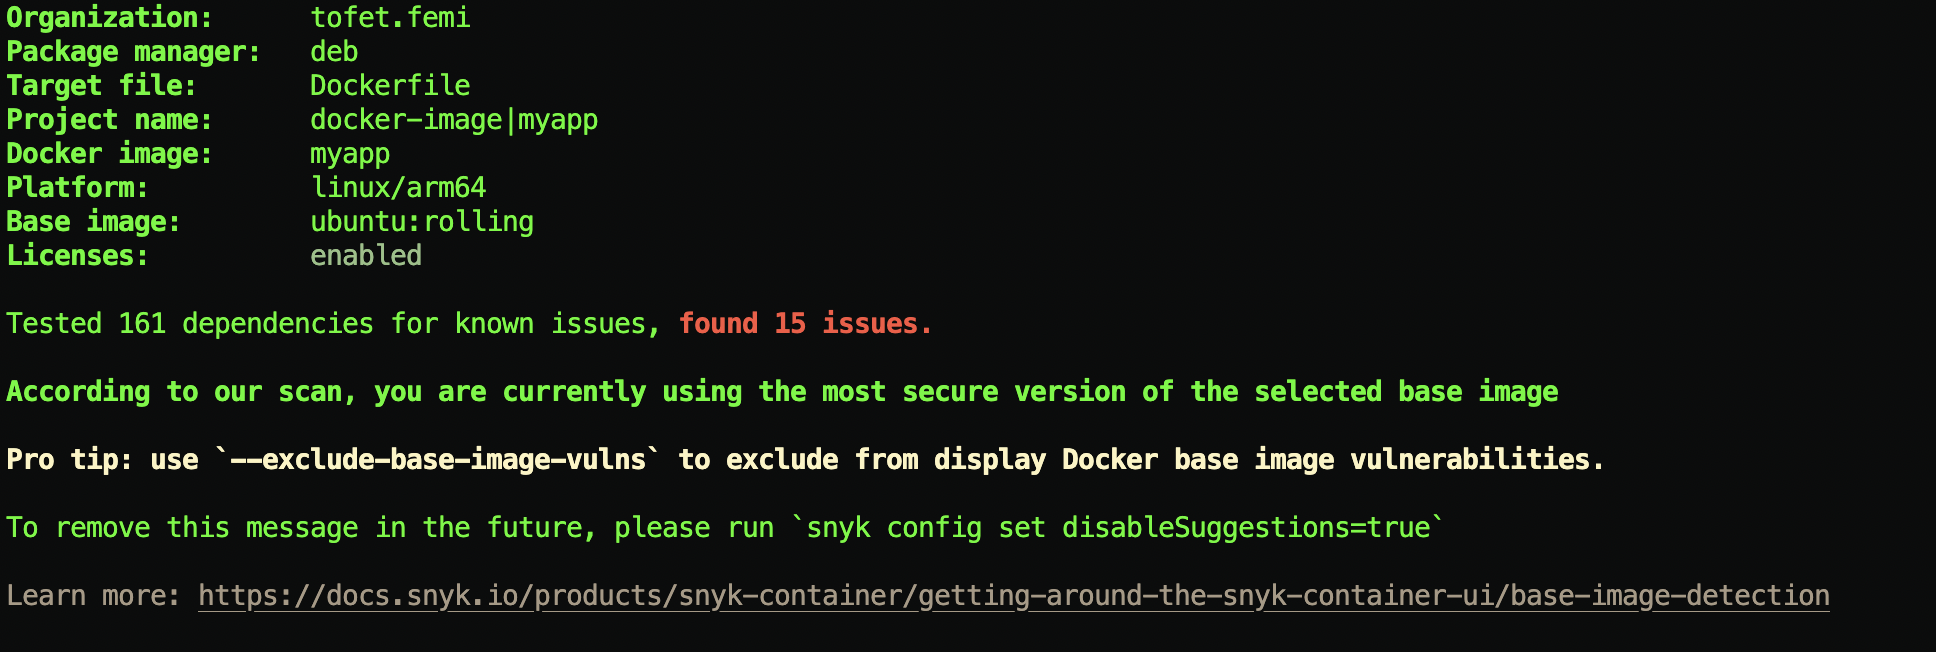 Organization:      tofet.femi
Package manager:   deb
Target file:       Dockerfile
Project name:      docker-image|myapp
Docker image:      myapp
Platform:          linux/arm64
Base image:        ubuntu:rolling
Licenses:          enabled
Tested 161 dependencies for known issues, found 15 issues.
According to our scan, you are currently using the most secure version of the selected base image
Pro tip: use `--exclude-base-image-vulns` to exclude from display Docker base image vulnerabilities.
To remove this message in the future, please run `snyk config set disableSuggestions=true`
Learn more: https://docs.snyk.io/products/snyk-container/getting-around-the-snyk-container-ui/base-image-detection